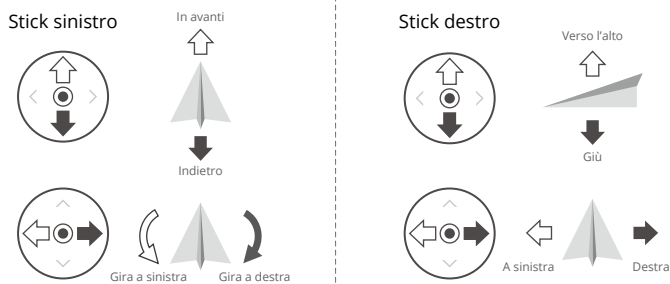 Stick sinistro
In avanti
Indietro
Gira a sinistra
Gira a destra
Stick destro
Verso l'alto
Giù
A sinistra
Destra